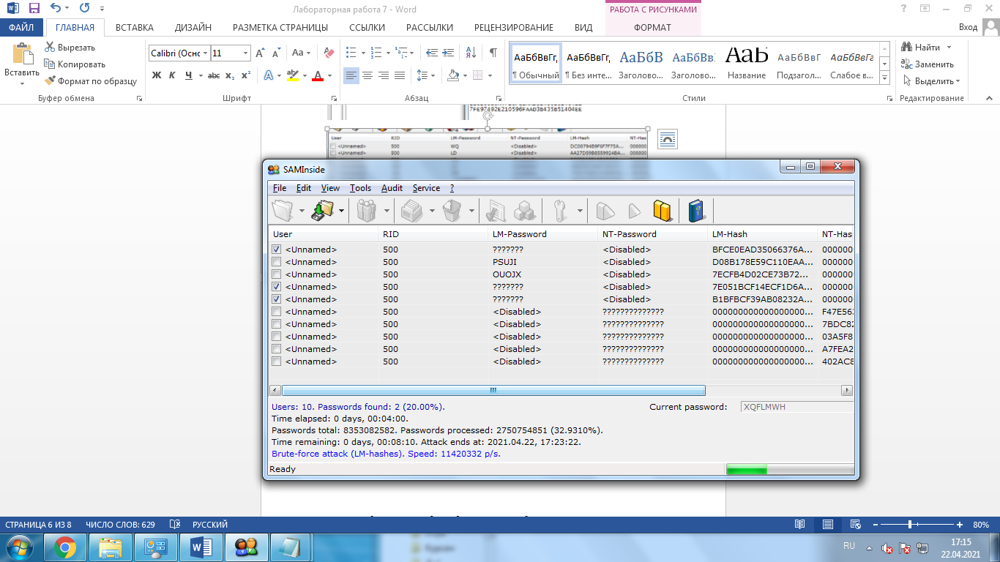 Лабораторная работа 7 - Word
РАБОТА С РИСУНКАМИ
ФАЙЛ ГЛАВНАЯ ВСТАВКА ДИЗАЙН РАЗМЕТКА СТРАНИЦЫ ССЫЛКИ РАССЫЛКИ РЕЦЕНЗИРОВАНИЕ ВИД ФОРМАТ Вход
Вставить
Вырезать
Копировать
Формат по образцу
Буфер обмена
Calibri (Оснс 11
Ж К Ч abc x₂ x²
Шрифт
Абзац
АаБбВвГг, АаБбВвГг, АаБбВ АаБбВв АаБ АаБбВвГ АаБбВвГг
¶ Обычный ¶ Без инте... Заголово... Заголово... Название Подзагол... Слабое в...
Стили
Найти
Заменить
Выделить
Редактирование
7FE97492E210596FAAD3B435B51404EE
User RID LM-Password NT-Password LM-Hash NT-Has
<Unnamed> 500 WQ <Disabled> DC00794B9F6F7F75A... 000000
<Unnamed> 500 LD <Disabled> AA27D59B8559924BA... 000000
SAMInside
File Edit View Tools Audit Service ?
User RID LM-Password NT-Password LM-Hash NT-Has
<Unnamed> 500 ??????? <Disabled> BFCE0EAD35066376A... 000000
<Unnamed> 500 PSUJI <Disabled> D08B178E59C110EAA... 000000
<Unnamed> 500 OUOJX <Disabled> 7ECFB4D02CE73B72... 000000
<Unnamed> 500 ??????? <Disabled> 7E051BCF14ECF1D6A... 000000
<Unnamed> 500 ??????? <Disabled> B1BFBCF39AB08232A... 000000
<Unnamed> 500 <Disabled> ?????????????? 000000000000000000... F47E56
<Unnamed> 500 <Disabled> ?????????????? 000000000000000000... 7BDC82
<Unnamed> 500 <Disabled> ?????????????? 000000000000000000... 03A5F8
<Unnamed> 500 <Disabled> ?????????????? 000000000000000000... A7FEA2
<Unnamed> 500 <Disabled> ?????????????? 000000000000000000... 402AC8
Users: 10. Passwords found: 2 (20.00%).
Current password: XQFLMWH
Time elapsed: 0 days, 00:04:00.
Passwords total: 8353082582. Passwords processed: 2750754851 (32.9310%).
Time remaining: 0 days, 00:08:10. Attack ends at: 2021.04.22, 17:23:22.
Brute-force attack (LM-hashes). Speed: 11420332 p/s.
Ready
СТРАНИЦА 6 ИЗ 8 ЧИСЛО СЛОВ: 629 РУССКИЙ 80%
RU 17:15
22.04.2021